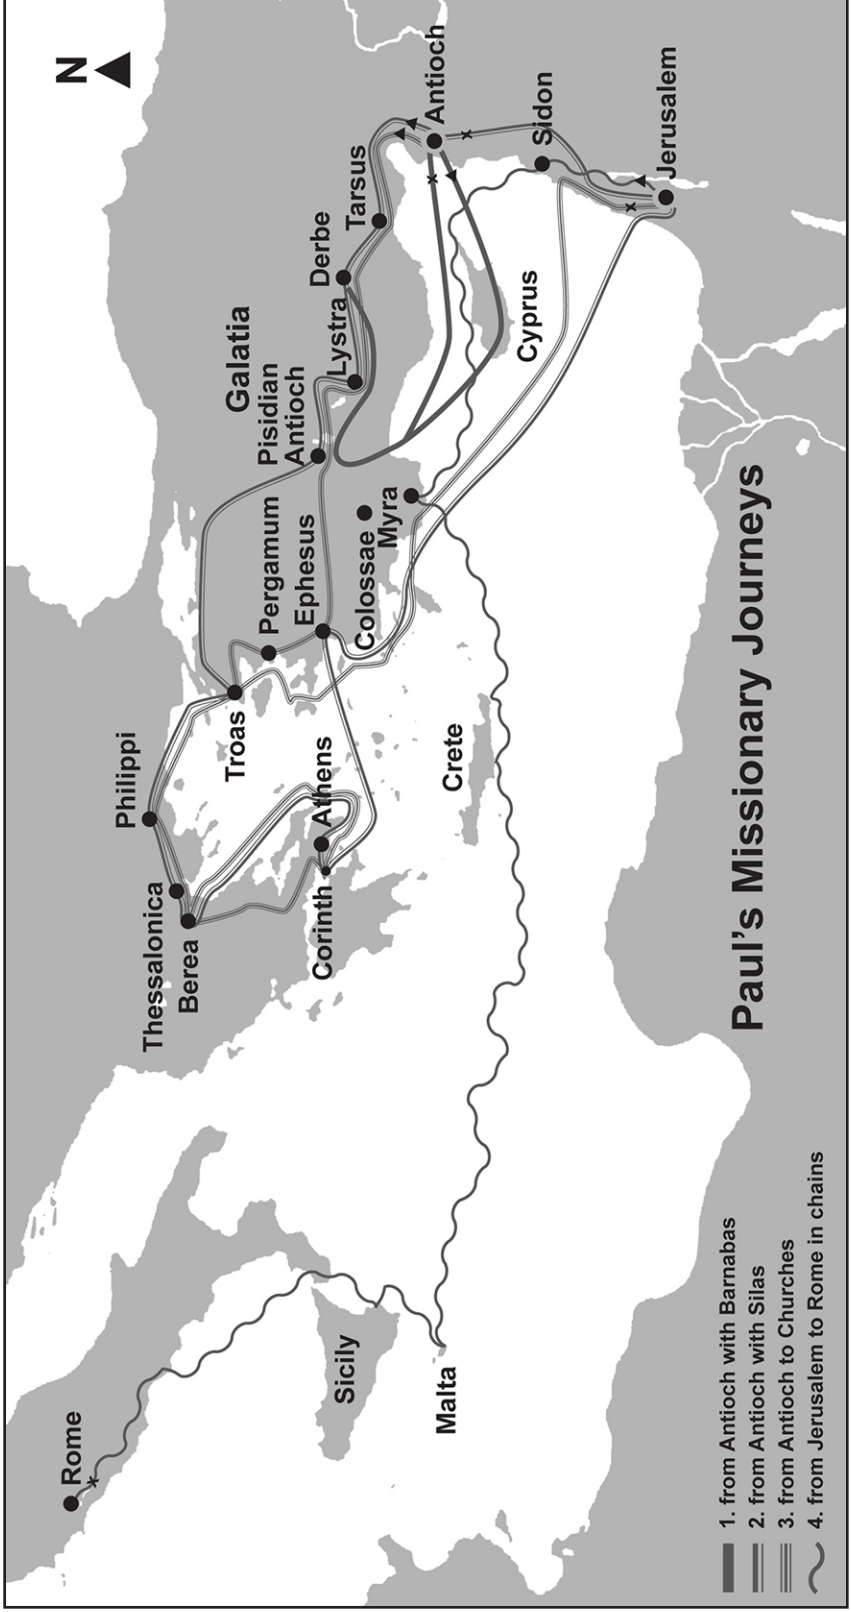 N
Rome
Sicily
Malta
Thessalonica
Berea
Philippi
Corinth
Athens
Troas
Pergamum
Ephesus
Colossae
Myra
Crete
Galatia
Pisidian
Antioch
Lystra
Derbe
Tarsus
Antioch
Cyprus
Sidon
Jerusalem
Paul's Missionary Journeys
1. from Antioch with Barnabas
2. from Antioch with Silas
3. from Antioch to Churches
4. from Jerusalem to Rome in chains